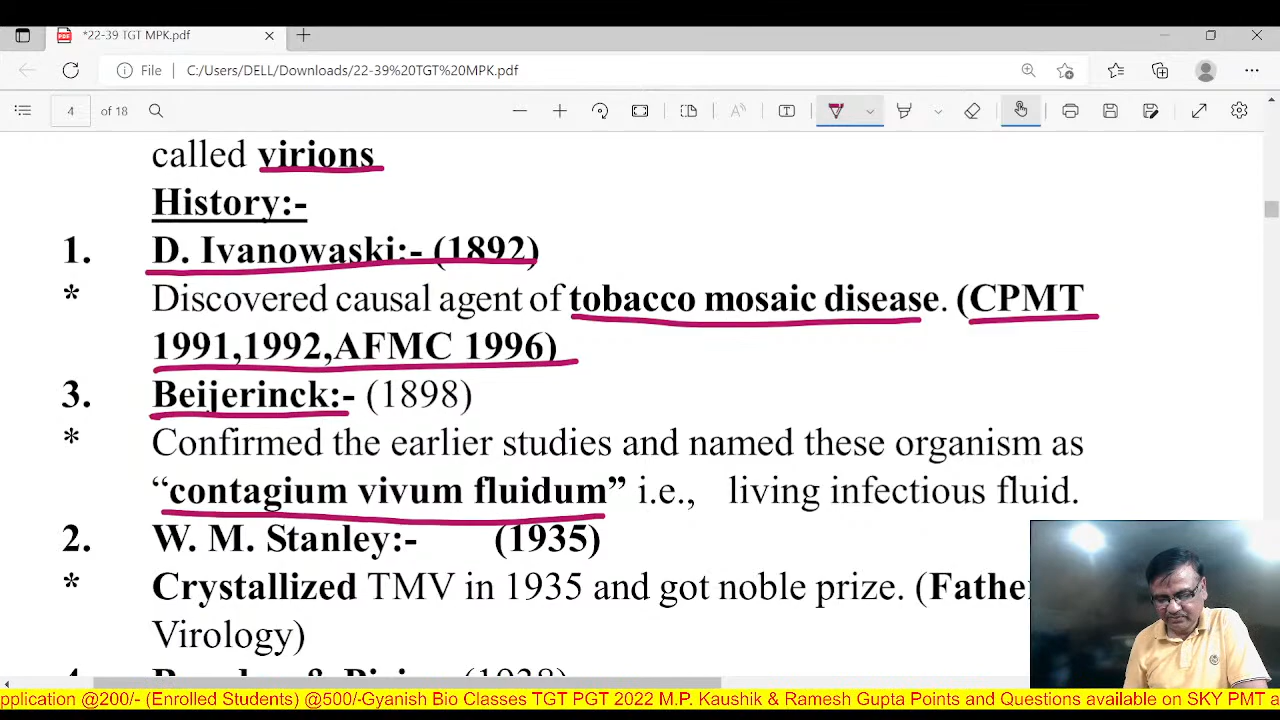 *22-39 TGT MPK.pdf
File C:/Users/DELL/Downloads/22-39%20TGT%20MPK.pdf
4 of 18
called virions
History:-
1. D. Ivanowaski:- (1892)
* Discovered causal agent of tobacco mosaic disease. (CPMT
1991,1992,AFMC 1996)
3. Beijerinck:- (1898)
* Confirmed the earlier studies and named these organism as
“contagium vivum fluidum” i.e., living infectious fluid.
2. W. M. Stanley:- (1935)
* Crystallized TMV in 1935 and got noble prize. (Father
Virology)
(1938)
pplication @200/- (Enrolled Students) @500/-Gyanish Bio Classes TGT PGT 2022 M.P. Kaushik & Ramesh Gupta Points and Questions available on SKY PMT a